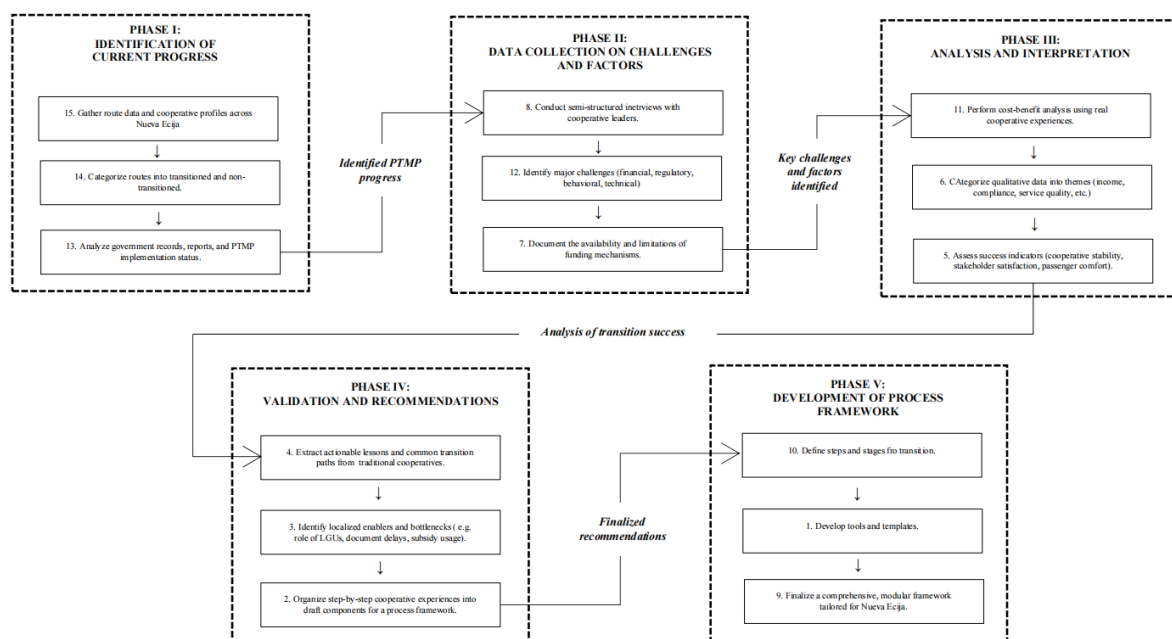 PHASE I:
IDENTIFICATION OF
CURRENT PROGRESS
15. Gather route data and cooperative profiles across
Nueva Ecija
14. Categorize routes into transitioned and non-
transitioned.
13. Analyze government records, reports, and PTMP
implementation status.
Identified PTMP
progress
PHASE II:
DATA COLLECTION ON CHALLENGES
AND FACTORS
8. Conduct semi-structured inetrviews with
cooperative leaders.
12. Identify major challenges (financial, regulatory,
behavioral, technical)
7. Document the availability and limitations of
funding mechanisms.
Key challenges
and factors
identified
PHASE III:
ANALYSIS AND INTERPRETATION
11. Perform cost-benefit analysis using real
cooperative experiences.
6. CAtegorize qualitative data into themes (income,
compliance, service quality, etc.)
5. Assess success indicators (cooperative stability,
stakeholder satisfaction, passenger comfort).
Analysis of transition success
PHASE IV:
VALIDATION AND RECOMMENDATIONS
4. Extract actionable lessons and common transition
paths from traditional cooperatives.
3. Identify localized enablers and bottlenecks ( e.g.
role of LGUs, document delays, subsidy usage).
2. Organize step-by-step cooperative experiences into
draft components for a process framework.
Finalized
recommendations
PHASE V:
DEVELOPMENT OF PROCESS
FRAMEWORK
10. Define steps and stages fro transition.
1. Develop tools and templates.
9. Finalize a comprehensive, modular framework
tailored for Nueva Ecija.